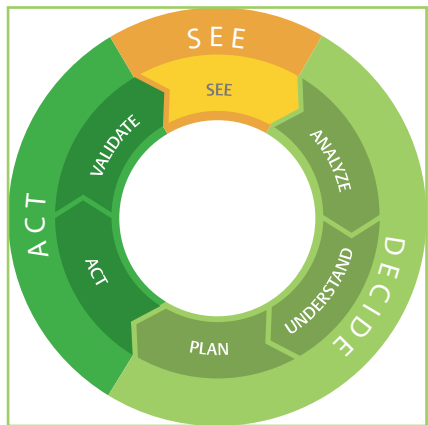 SEE
SEE
ANALYZE
UNDERSTAND
DECIDE
PLAN
ACT
ACT
VALIDATE